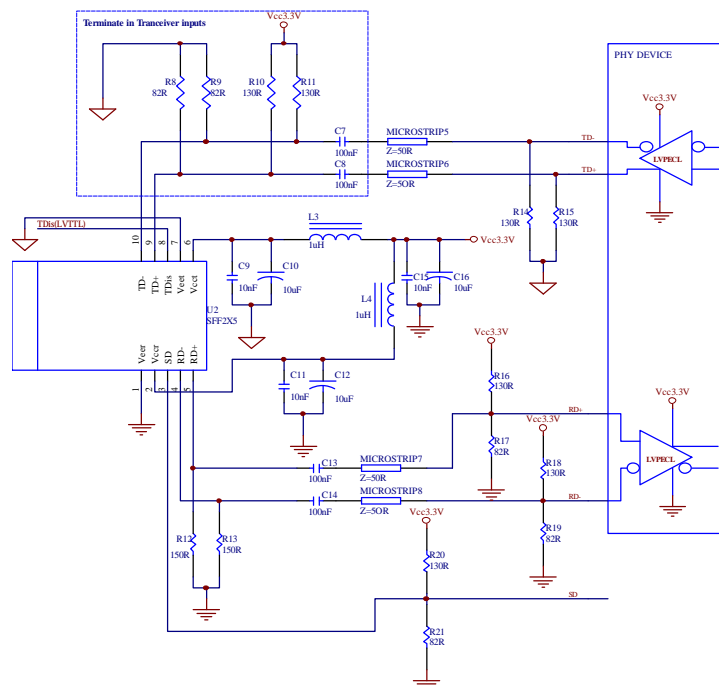 Terminate in Tranceiver inputs
Vcc3.3V
R8
82R
R9
82R
R10
130R
R11
130R
C7
100nF
MICROSTRIP5
Z=50R
C8
100nF
MICROSTRIP6
Z=5OR
PHY DEVICE
Vcc3.3V
TD-
TD+
LVPECL
R14
130R
R15
130R
TDis(LVTTL)
10
9
8
7
6
TD-
TD+
TDis
Veet
Vcct
U2
SFF2X5
Veer
Vccr
SD
RD-
RD+
1
2
3
4
5
L3
1uH
Vcc3.3V
C9
10nF
C10
10uF
L4
1uH
C15
10nF
C16
10uF
C11
10nF
C12
10uF
Vcc3.3V
R16
130R
R17
82R
Vcc3.3V
R18
130R
R19
82R
RD+
RD-
Vcc3.3V
LVPECL
C13
100nF
MICROSTRIP7
Z=50R
C14
100nF
MICROSTRIP8
Z=5OR
R12
150R
R13
150R
Vcc3.3V
R20
130R
R21
82R
SD